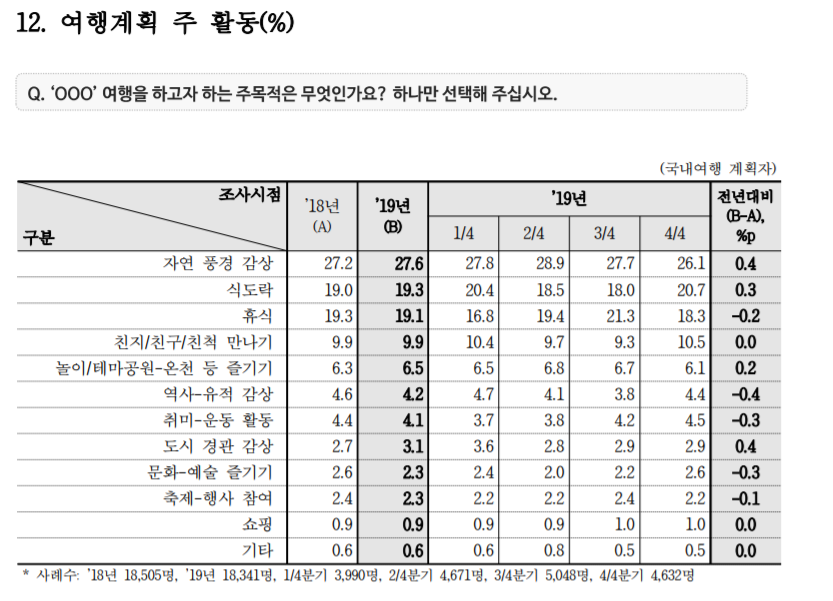 12. 여행계획 주 활동(%)
Q. ‘OOO’ 여행을 하고자 하는 주목적은 무엇인가요? 하나만 선택해 주십시오.
(국내여행 계획자)
조사시점 구분 ’18년 (A) ’19년 (B) ’19년 전년대비 (B-A), %p
1/4 2/4 3/4 4/4
자연 풍경 감상 27.2 27.6 27.8 28.9 27.7 26.1 0.4
식도락 19.0 19.3 20.4 18.5 18.0 20.7 0.3
휴식 19.3 19.1 16.8 19.4 21.3 18.3 -0.2
친지/친구/친척 만나기 9.9 9.9 10.4 9.7 9.3 10.5 0.0
놀이/테마공원-온천 등 즐기기 6.3 6.5 6.5 6.8 6.7 6.1 0.2
역사-유적 감상 4.6 4.2 4.7 4.1 3.8 4.4 -0.4
취미-운동 활동 4.4 4.1 3.7 3.8 4.2 4.5 -0.3
도시 경관 감상 2.7 3.1 3.6 2.8 2.9 2.9 0.4
문화-예술 즐기기 2.6 2.3 2.4 2.0 2.2 2.6 -0.3
축제-행사 참여 2.4 2.3 2.2 2.2 2.4 2.2 -0.1
쇼핑 0.9 0.9 0.9 0.9 1.0 1.0 0.0
기타 0.6 0.6 0.6 0.8 0.5 0.5 0.0
* 사례수: ’18년 18,505명, ’19년 18,341명, 1/4분기 3,990명, 2/4분기 4,671명, 3/4분기 5,048명, 4/4분기 4,632명